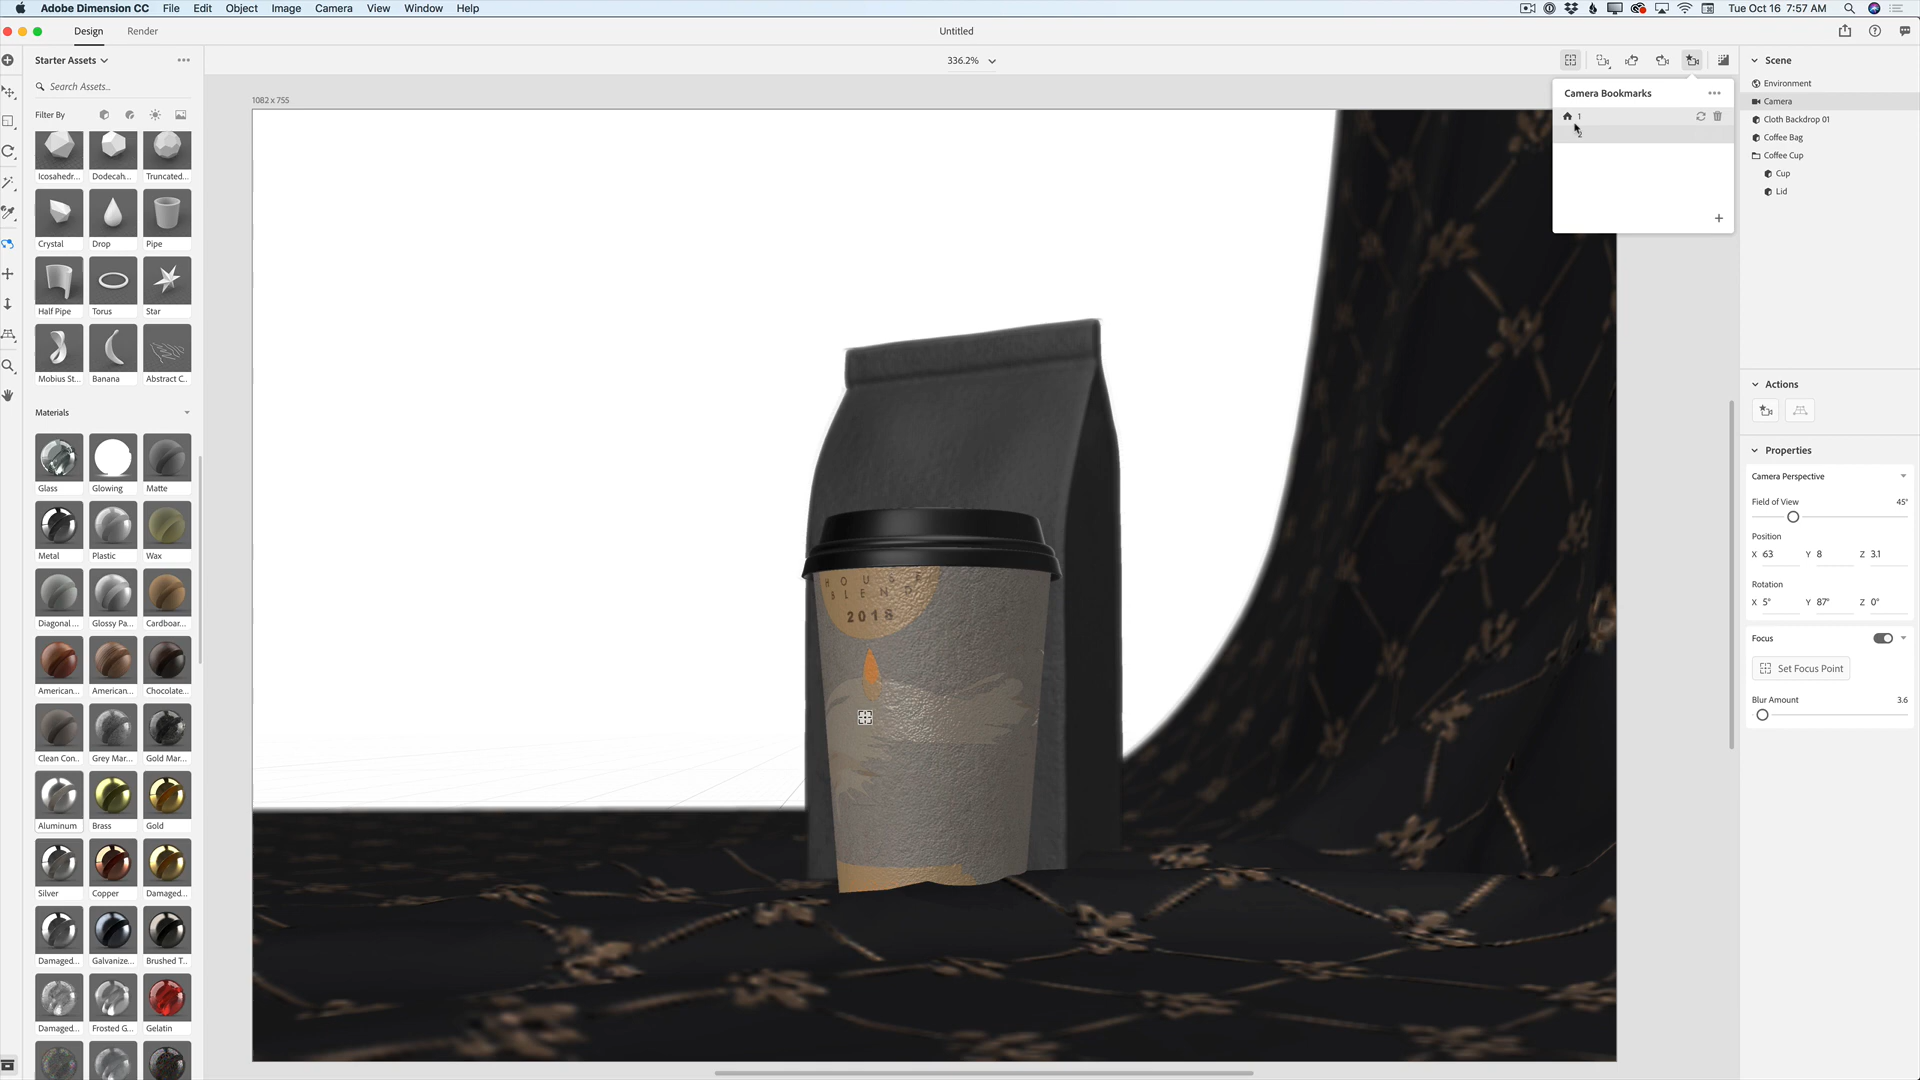 Adobe Dimension CC File Edit Object Image Camera View Window Help
Tue Oct 16 7:57 AM
Design Render
Untitled
Starter Assets
336.2%
Search Assets..
Filter By
1082 x 755
Icosahedr... Dodecah... Truncated...
Crystal Drop Pipe
Half Pipe Torus Star
Mobius St... Banana Abstract C..
Materials
Glass Glowing Matte
Metal Plastic Wax
Diagonal... Glossy Pa... Cardboar...
American... American... Chocolate...
Clean Con.. Grey Mar... Gold Mar...
Aluminum Brass Gold
Silver Copper Damaged...
Damaged... Galvanize... Brushed T..
Damaged... Frosted G... Gelatin
HOUSE
BLEND
2018
Camera Bookmarks
1
Scene
Environment
Camera
Cloth Backdrop 01
Coffee Bag
Coffee Cup
Cup
Lid
Actions
Properties
Camera Perspective
Field of View 45°
Position
X 63 Y 8 Z 3.1
Rotation
X 5° Y 87° Z 0°
Focus
Set Focus Point
Blur Amount 3.6